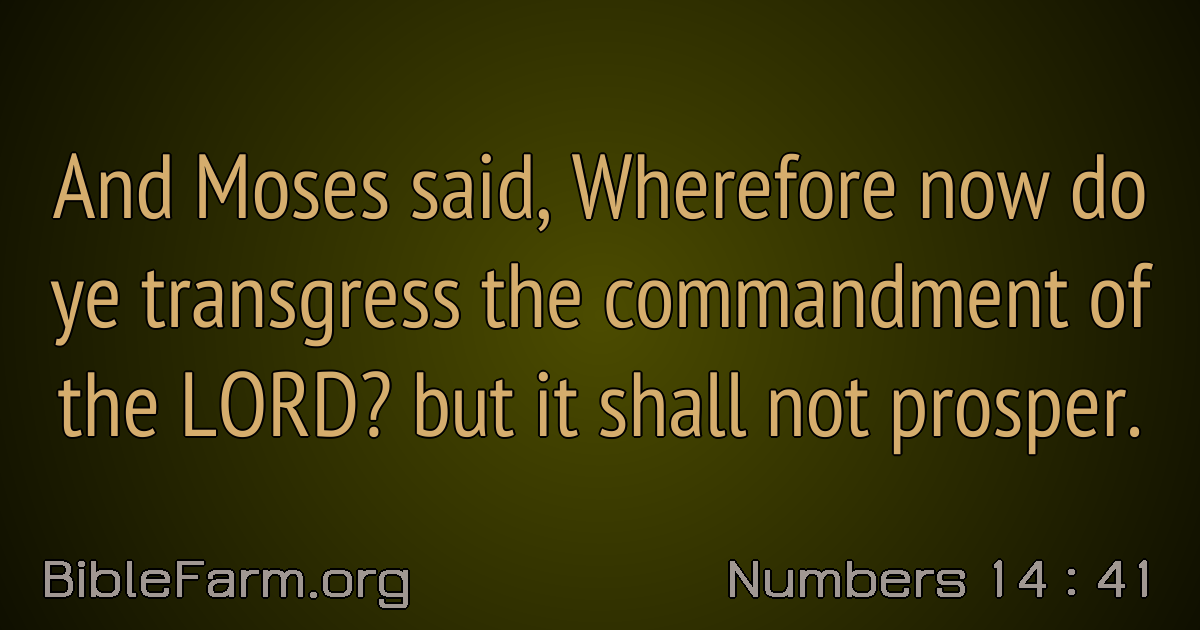 And Moses said, Wherefore now do
ye transgress the commandment of
the LORD? but it shall not prosper.
BibleFarm.org
Numbers 14 : 41